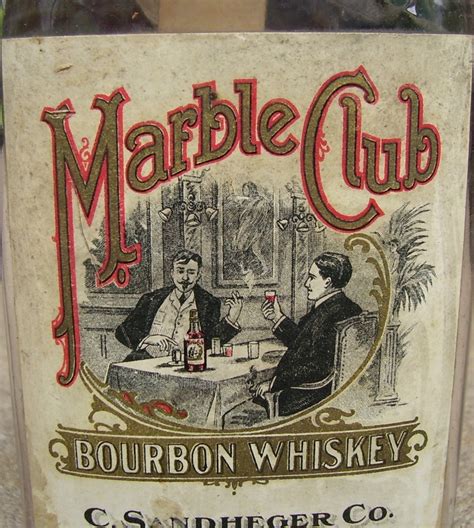 Marble Club
BOURBON WHISKEY
C. SANDHEGER CO.